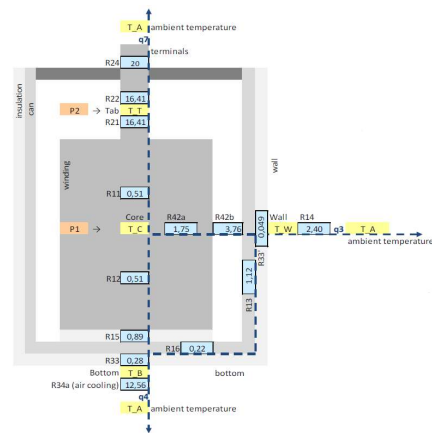 T_A ambient temperature
q7
terminals
R24 20
insulation
can
R22 16,41
P2 → Tab T_T
R21 16,41
winding
wall
R11 0,51
Core R42a R42b Wall R14
P1 → T_C 1,75 3,76 0,049 T_W 2,40 q3 T_A
ambient temperature
R33'
R12 0,51
1,12
R13
R15 0,89
R16 0,22
R33 0,28
Bottom T_B bottom
R34a (air cooling) 12,56
q4
T_A ambient temperature